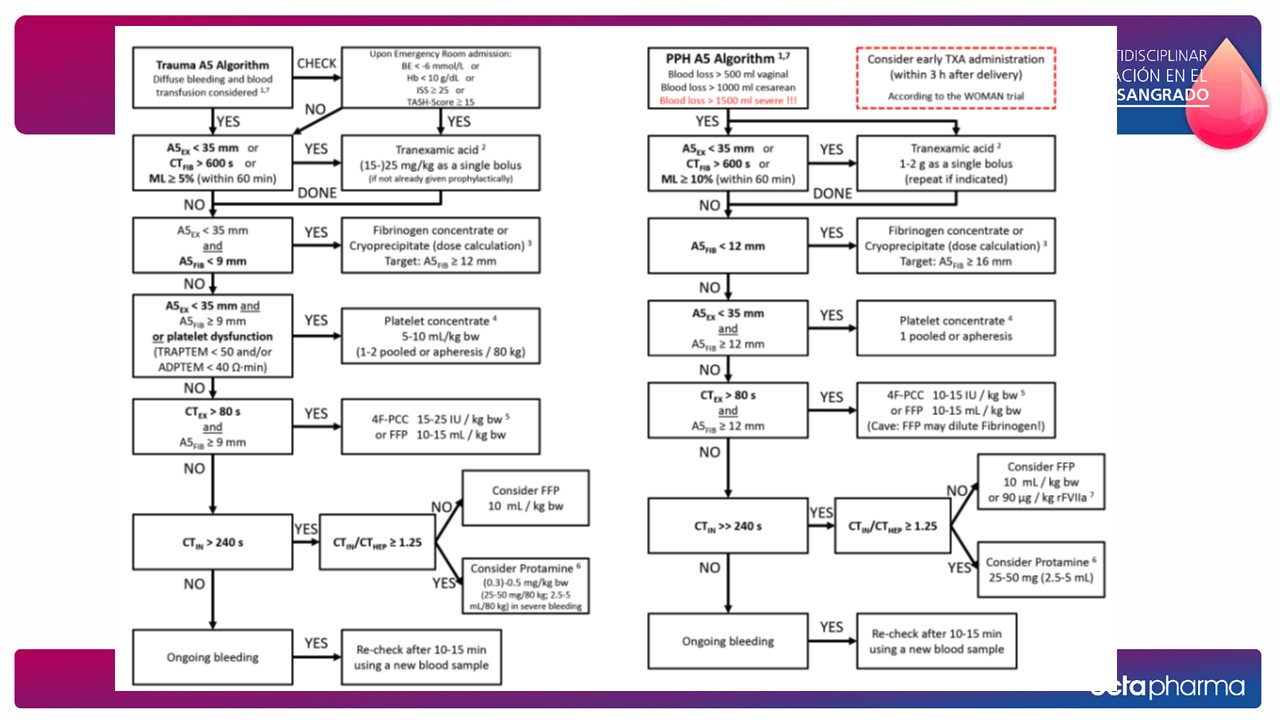 Trauma A5 Algorithm
Diffuse bleeding and blood
transfusion considered 1,7
CHECK
Upon Emergency Room admission:
BE < -6 mmol/L or
Hb < 10 g/dL or
ISS ≥ 25 or
TASH-Score ≥ 15
NO
YES
YES
A5EX < 35 mm or
CTFIB > 600 s or
ML ≥ 5% (within 60 min)
YES
Tranexamic acid 2
(15-)25 mg/kg as a single bolus
(if not already given prophylactically)
DONE
NO
A5EX < 35 mm
and
A5FIB < 9 mm
YES
Fibrinogen concentrate or
Cryoprecipitate (dose calculation) 3
Target: A5FIB ≥ 12 mm
NO
A5EX < 35 mm and
A5FIB ≥ 9 mm
or platelet dysfunction
(TRAPTEM < 50 and/or
ADPTEM < 40 Ω·min)
YES
Platelet concentrate 4
5-10 mL/kg bw
(1-2 pooled or apheresis / 80 kg)
NO
CTEX > 80 s
and
A5FIB ≥ 9 mm
YES
4F-PCC 15-25 IU / kg bw 5
or FFP 10-15 mL / kg bw
NO
CTIN > 240 s
YES
CTIN/CTHEP ≥ 1.25
NO
Consider FFP
10 mL / kg bw
YES
Consider Protamine 6
(0.3)-0.5 mg/kg bw
(25-50 mg/80 kg; 2.5-5
mL/80 kg) in severe bleeding
NO
Ongoing bleeding
YES
Re-check after 10-15 min
using a new blood sample
PPH A5 Algorithm 1,7
Blood loss > 500 ml vaginal
Blood loss > 1000 ml cesarean
Blood loss > 1500 ml severe !!!
Consider early TXA administration
(within 3 h after delivery)
According to the WOMAN trial
YES
A5EX < 35 mm or
CTFIB > 600 s or
ML ≥ 10% (within 60 min)
YES
Tranexamic acid 2
1-2 g as a single bolus
(repeat if indicated)
DONE
NO
A5FIB < 12 mm
YES
Fibrinogen concentrate or
Cryoprecipitate (dose calculation) 3
Target: A5FIB ≥ 16 mm
NO
A5EX < 35 mm
and
A5FIB ≥ 12 mm
YES
Platelet concentrate 4
1 pooled or apheresis
NO
CTEX > 80 s
and
A5FIB ≥ 12 mm
YES
4F-PCC 10-15 IU / kg bw 5
or FFP 10-15 mL / kg bw
(Cave: FFP may dilute Fibrinogen!)
NO
CTIN >> 240 s
YES
CTIN/CTHEP ≥ 1.25
NO
Consider FFP
10 mL / kg bw
or 90 µg / kg rFVIIa 7
YES
Consider Protamine 6
25-50 mg (2.5-5 mL)
NO
Ongoing bleeding
YES
Re-check after 10-15 min
using a new blood sample
TIDISCIPLINAR
ACIÓN EN EL
SANGRADO
octapharma